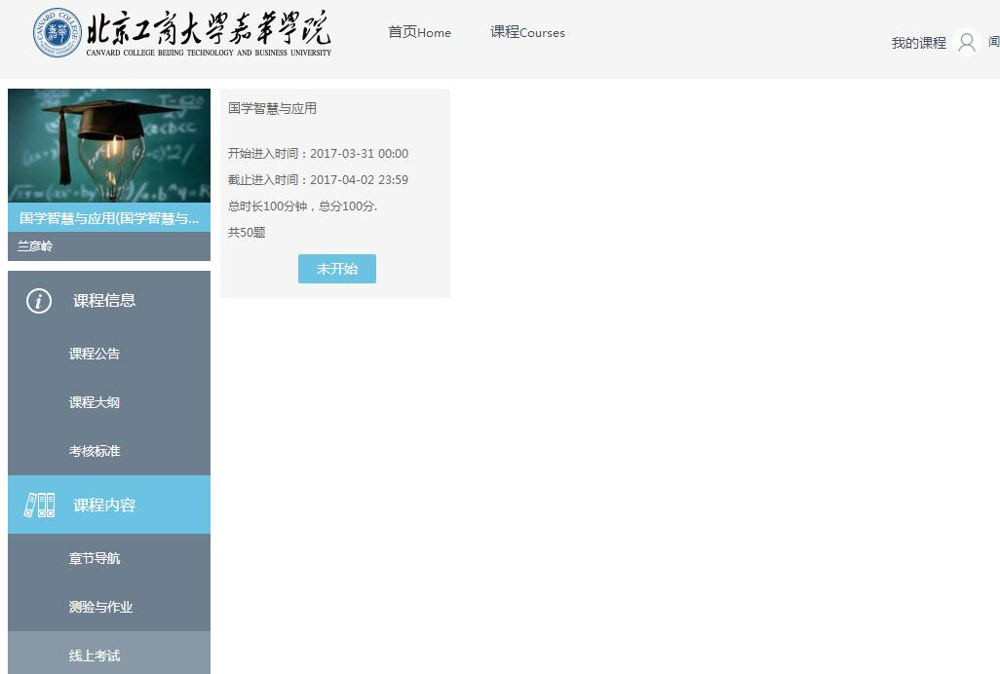 北京工商大学嘉华学院
CANVARD COLLEGE BEIJING TECHNOLOGY AND BUSINESS UNIVERSITY
首页Home
课程Courses
我的课程
闻
国学智慧与应用(国学智慧与...
兰彦岭
课程信息
课程公告
课程大纲
考核标准
课程内容
章节导航
测验与作业
线上考试
国学智慧与应用
开始进入时间：2017-03-31 00:00
截止进入时间：2017-04-02 23:59
总时长100分钟，总分100分.
共50题
未开始